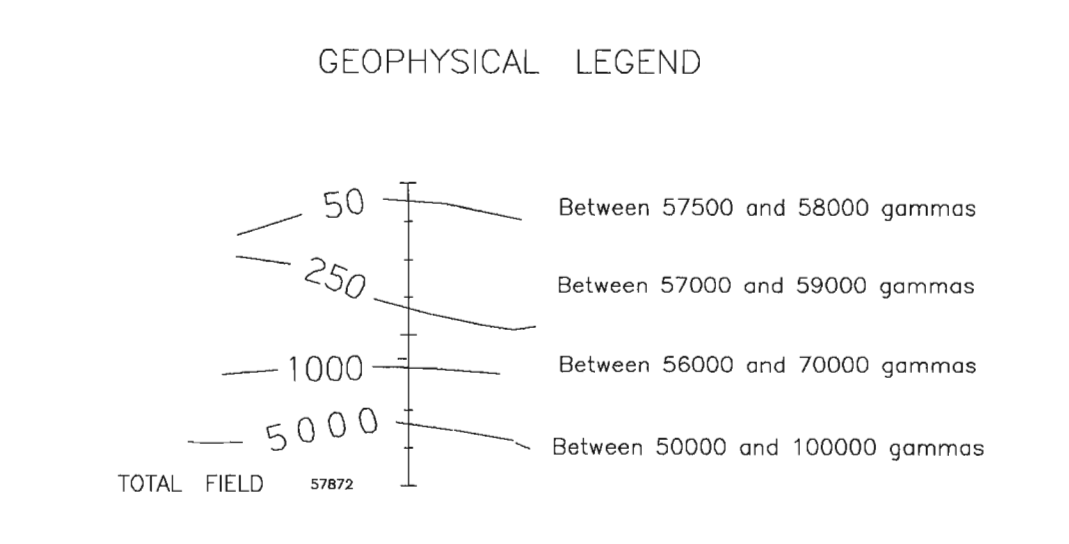 GEOPHYSICAL LEGEND
50 Between 57500 and 58000 gammas
250 Between 57000 and 59000 gammas
1000 Between 56000 and 70000 gammas
5000 Between 50000 and 100000 gammas
TOTAL FIELD 57872